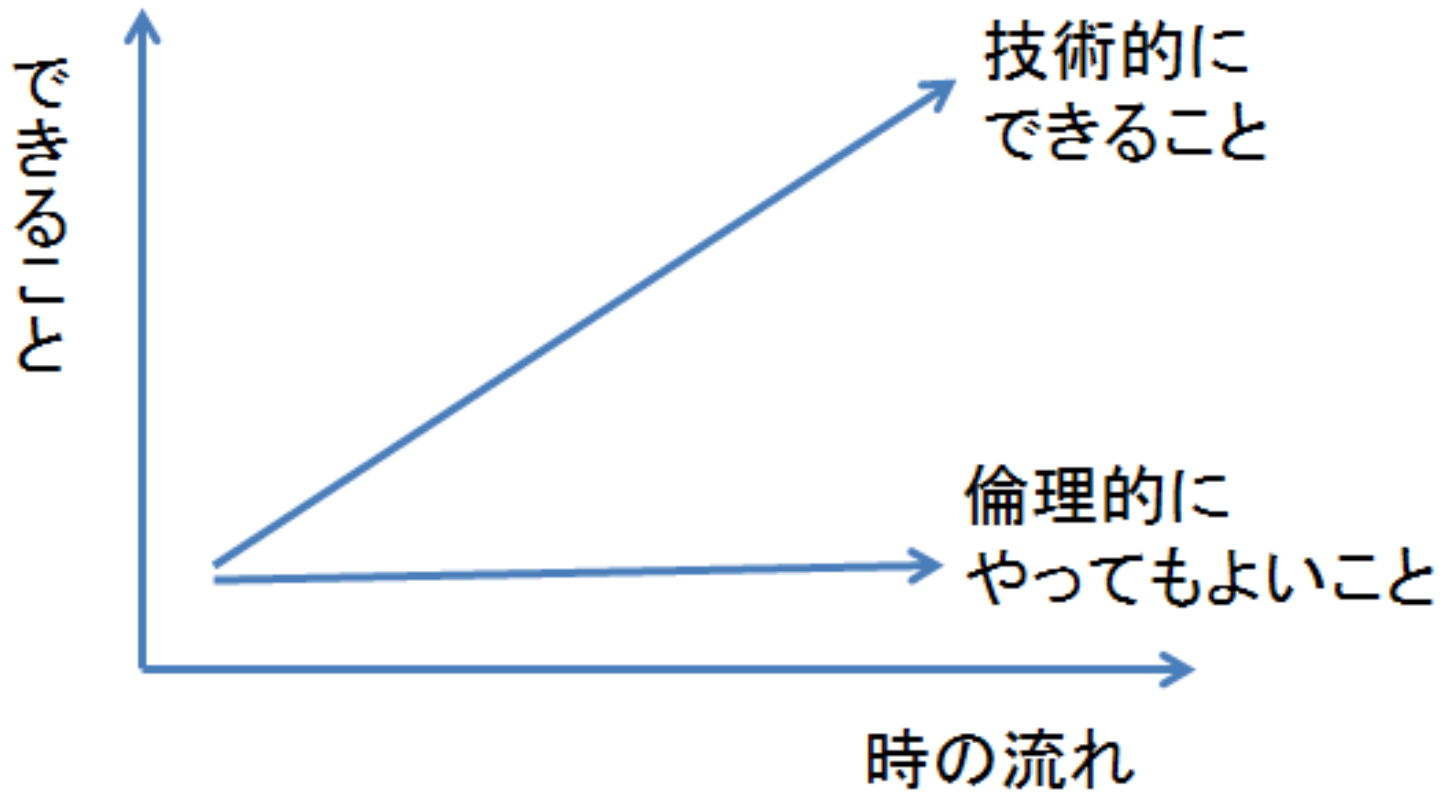 できること
技術的に
できること
倫理的に
やってもよいこと
時の流れ